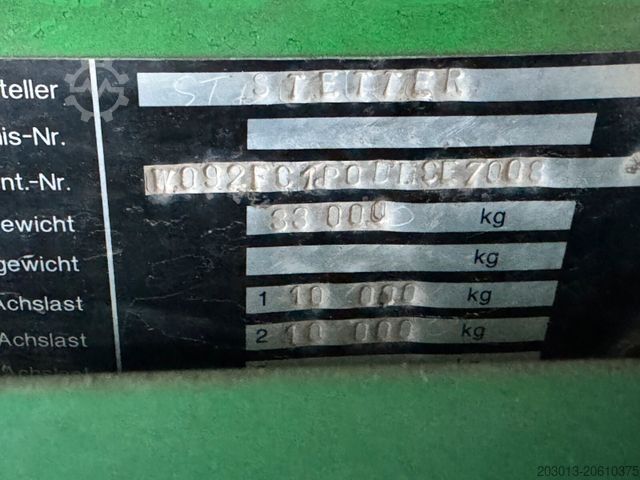 teller STETTER
is-Nr.
nt.-Nr.
ewicht 33 000 kg
gewicht kg
Achslast 1 10 000 kg
Achslast 2 10 000 kg
Achslast
203013-20610375